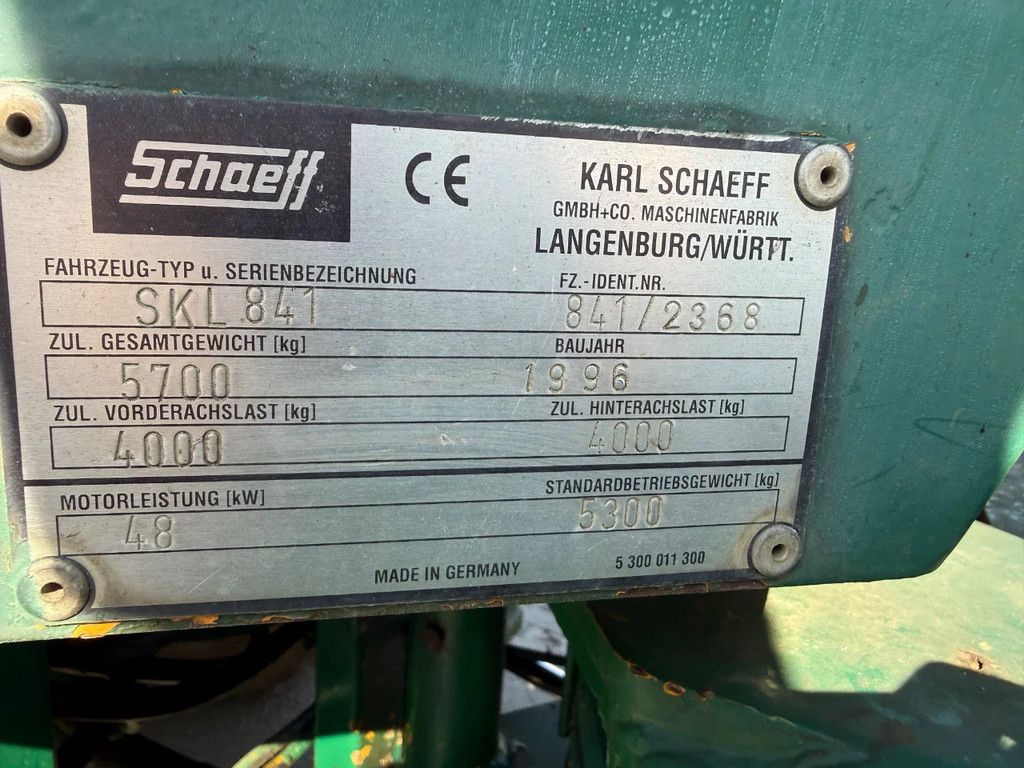 Schaeff
CE
KARL SCHAEFF
GMBH+CO. MASCHINENFABRIK
LANGENBURG/WÜRTT.
FAHRZEUG-TYP u. SERIENBEZEICHNUNG FZ.-IDENT.NR.
SKL 841 841/2368
ZUL. GESAMTGEWICHT [kg] BAUJAHR
5700 1996
ZUL. VORDERACHSLAST [kg] ZUL. HINTERACHSLAST [kg]
4000 4000
MOTORLEISTUNG [kW] STANDARDBETRIEBSGEWICHT [kg]
48 5300
MADE IN GERMANY 5 300 011 300